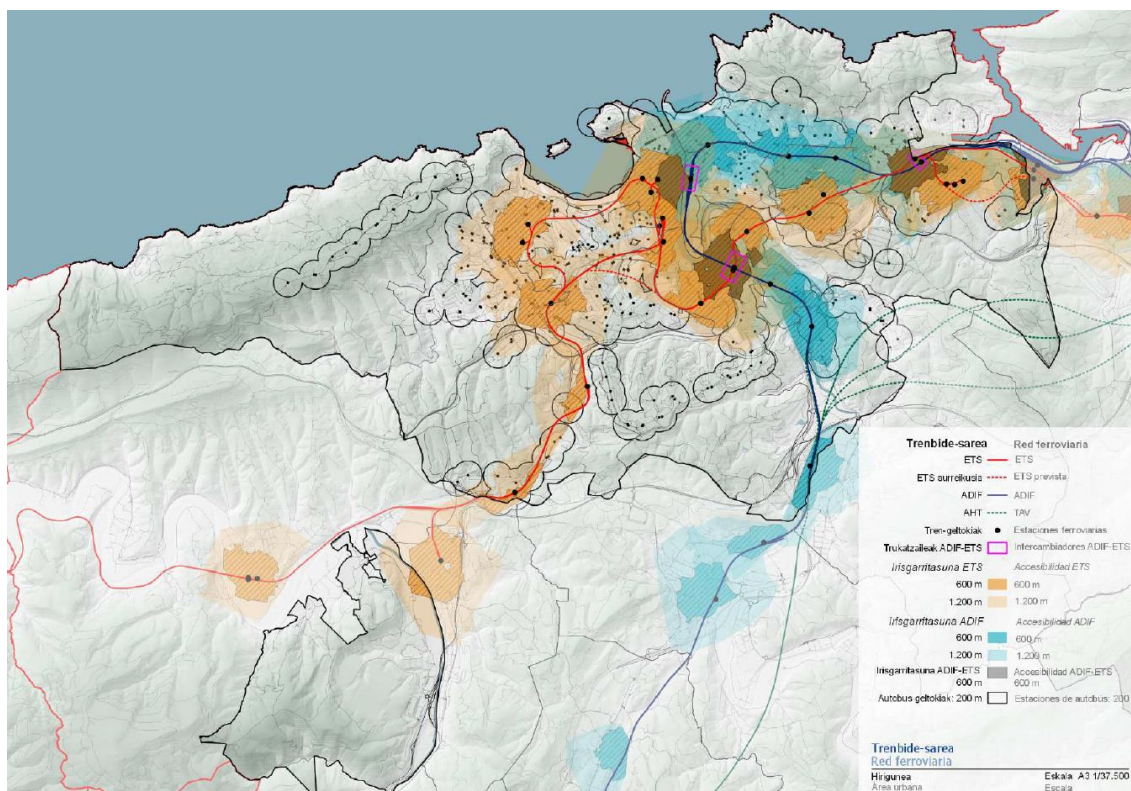 Trenbide-sarea Red ferroviaria
ETS ETS
ETS aurreikusia ETS prevista
ADIF ADIF
AHT TAV
Tren-geltokiak Estaciones ferroviarias
Trukatzaileak ADIF-ETS Intercambiadores ADIF-ETS
Irisgarritasuna ETS Accesibilidad ETS
600 m 600 m
1.200 m 1.200 m
Irisgarritasuna ADIF Accesibilidad ADIF
600 m 600 m
1.200 m 1.200 m
Irisgarritasuna ADIF-ETS Accesibilidad ADIF-ETS
600 m 600 m
Autobus geltokiak: 200 m Estaciones de autobús: 200
Trenbide-sarea
Red ferroviaria
Hirigunea Eskala A3 1/37.500
Área urbana Escala